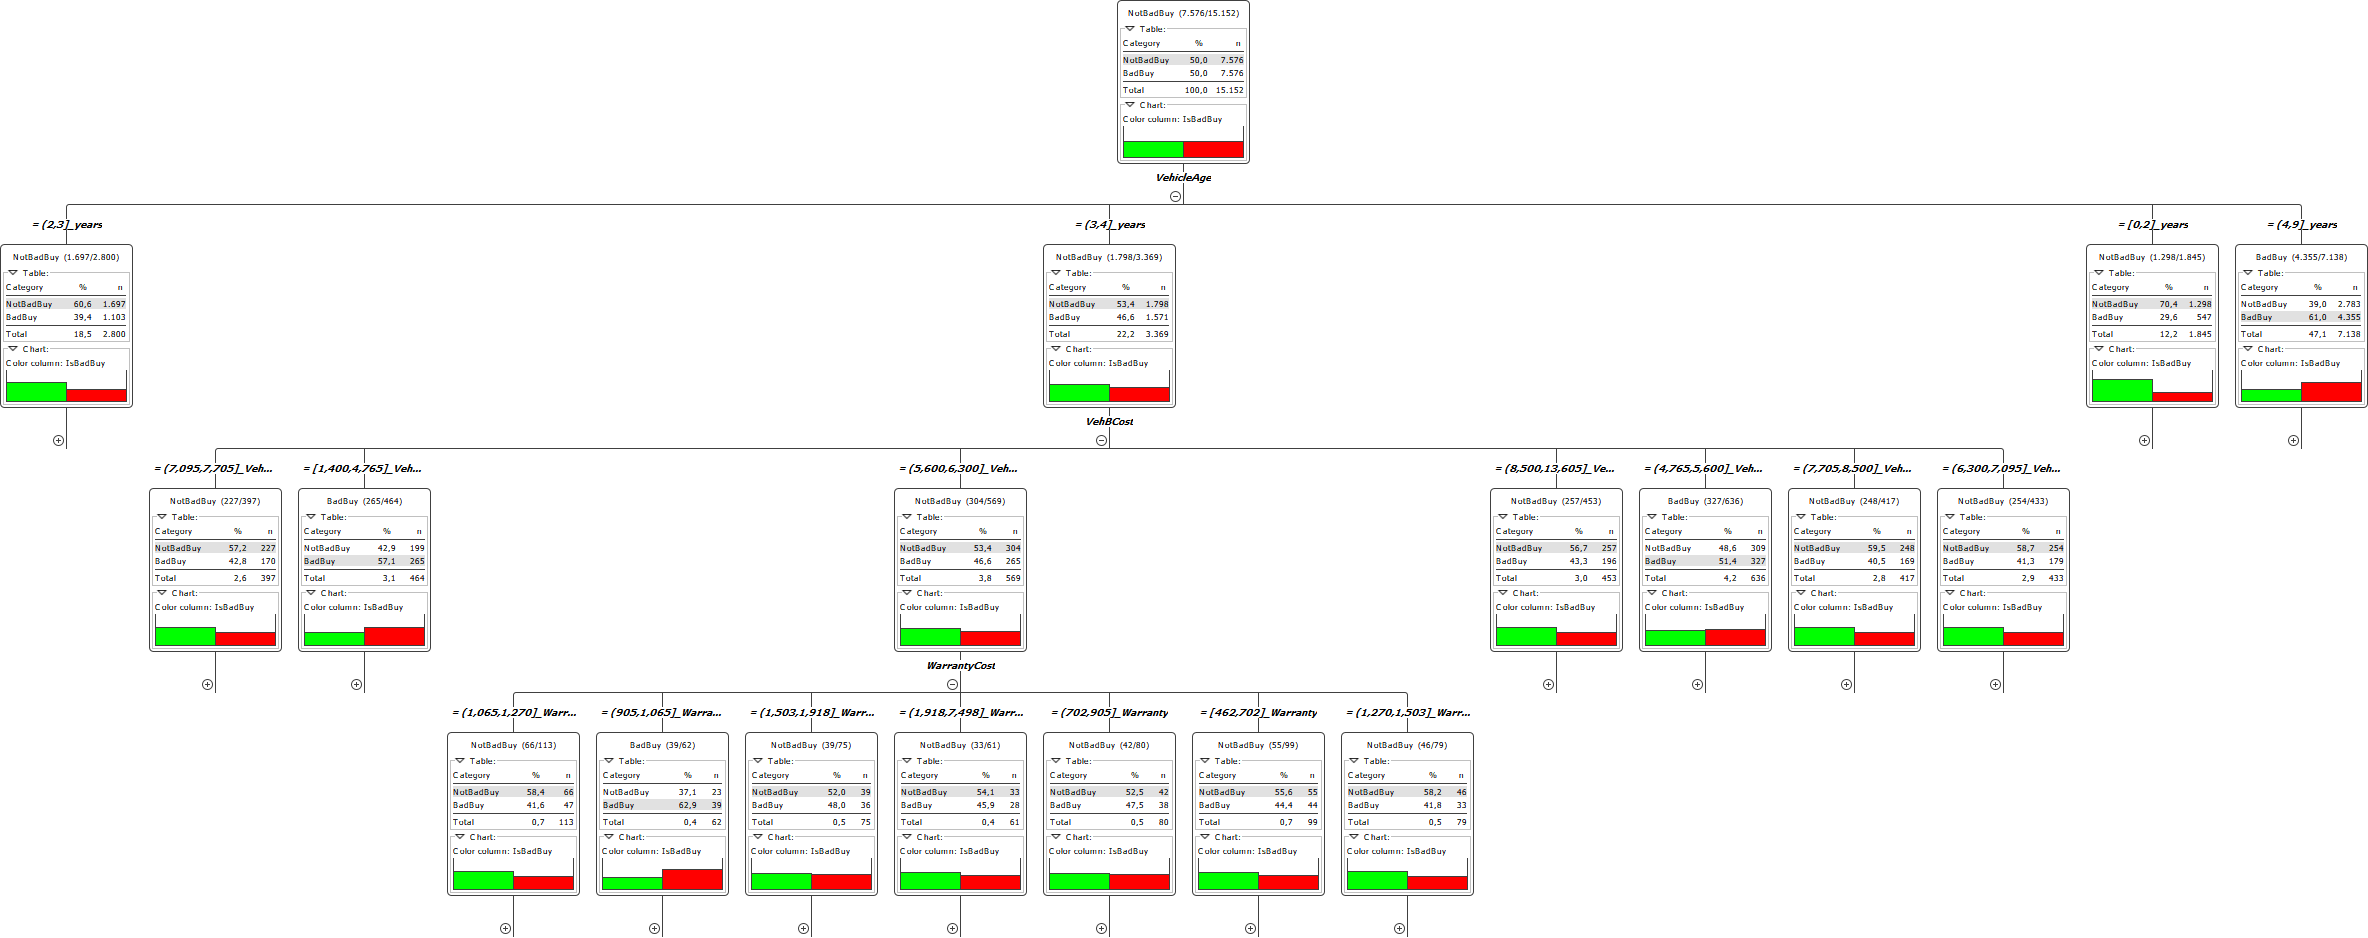 NotBadBuy (7.576/15.152)
Table:
Category % n
NotBadBuy 50,0 7.576
BadBuy 50,0 7.576
Total 100,0 15.152
Chart:
Color column: IsBadBuy
VehicleAge
= (2,3]_years
NotBadBuy (1.697/2.800)
Table:
Category % n
NotBadBuy 60,6 1.697
BadBuy 39,4 1.103
Total 18,5 2.800
Chart:
Color column: IsBadBuy
= (3,4]_years
NotBadBuy (1.798/3.369)
Table:
Category % n
NotBadBuy 53,4 1.798
BadBuy 46,6 1.571
Total 22,2 3.369
Chart:
Color column: IsBadBuy
= [0,2]_years
NotBadBuy (1.298/1.845)
Table:
Category % n
NotBadBuy 70,4 1.298
BadBuy 29,6 547
Total 12,2 1.845
Chart:
Color column: IsBadBuy
= (4,9]_years
BadBuy (4.355/7.138)
Table:
Category % n
NotBadBuy 39,0 2.783
BadBuy 61,0 4.355
Total 47,1 7.138
Chart:
Color column: IsBadBuy
VehBCost
= (7,095,7,705]_Veh...
NotBadBuy (227/397)
Table:
Category % n
NotBadBuy 57,2 227
BadBuy 42,8 170
Total 2,6 397
Chart:
Color column: IsBadBuy
= [1,400,4,765]_Veh...
BadBuy (265/464)
Table:
Category % n
NotBadBuy 42,9 199
BadBuy 57,1 265
Total 3,1 464
Chart:
Color column: IsBadBuy
= (5,600,6,300]_Veh...
NotBadBuy (304/569)
Table:
Category % n
NotBadBuy 53,4 304
BadBuy 46,6 265
Total 3,8 569
Chart:
Color column: IsBadBuy
= (8,500,13,605]_Ve...
NotBadBuy (257/453)
Table:
Category % n
NotBadBuy 56,7 257
BadBuy 43,3 196
Total 3,0 453
Chart:
Color column: IsBadBuy
= (4,765,5,600]_Veh...
BadBuy (327/636)
Table:
Category % n
NotBadBuy 48,6 309
BadBuy 51,4 327
Total 4,2 636
Chart:
Color column: IsBadBuy
= (7,705,8,500]_Veh...
NotBadBuy (248/417)
Table:
Category % n
NotBadBuy 59,5 248
BadBuy 40,5 169
Total 2,8 417
Chart:
Color column: IsBadBuy
= (6,300,7,095]_Veh...
NotBadBuy (254/433)
Table:
Category % n
NotBadBuy 58,7 254
BadBuy 41,3 179
Total 2,9 433
Chart:
Color column: IsBadBuy
WarrantyCost
= (1,065,1,270]_Warr...
NotBadBuy (66/113)
Table:
Category % n
NotBadBuy 58,4 66
BadBuy 41,6 47
Total 0,7 113
Chart:
Color column: IsBadBuy
= (905,1,065]_Warra...
BadBuy (39/62)
Table:
Category % n
NotBadBuy 37,1 23
BadBuy 62,9 39
Total 0,4 62
Chart:
Color column: IsBadBuy
= (1,503,1,918]_Warr...
NotBadBuy (39/75)
Table:
Category % n
NotBadBuy 52,0 39
BadBuy 48,0 36
Total 0,5 75
Chart:
Color column: IsBadBuy
= (1,918,7,498]_Warr...
NotBadBuy (33/61)
Table:
Category % n
NotBadBuy 54,1 33
BadBuy 45,9 28
Total 0,4 61
Chart:
Color column: IsBadBuy
= (702,905]_Warranty
NotBadBuy (42/80)
Table:
Category % n
NotBadBuy 52,5 42
BadBuy 47,5 38
Total 0,5 80
Chart:
Color column: IsBadBuy
= [462,702]_Warranty
NotBadBuy (55/99)
Table:
Category % n
NotBadBuy 55,6 55
BadBuy 44,4 44
Total 0,7 99
Chart:
Color column: IsBadBuy
= (1,270,1,503]_Warr...
NotBadBuy (46/79)
Table:
Category % n
NotBadBuy 58,2 46
BadBuy 41,8 33
Total 0,5 79
Chart:
Color column: IsBadBuy